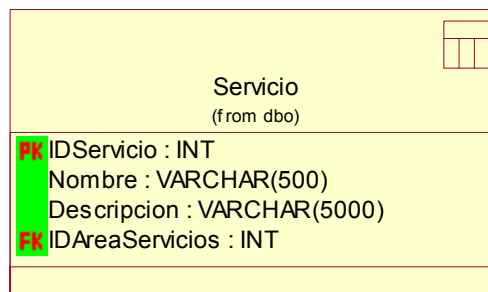 Servicio
(from dbo)
PK IDServicio : INT
Nombre : VARCHAR(500)
Descripcion : VARCHAR(5000)
FK IDAreaServicios : INT